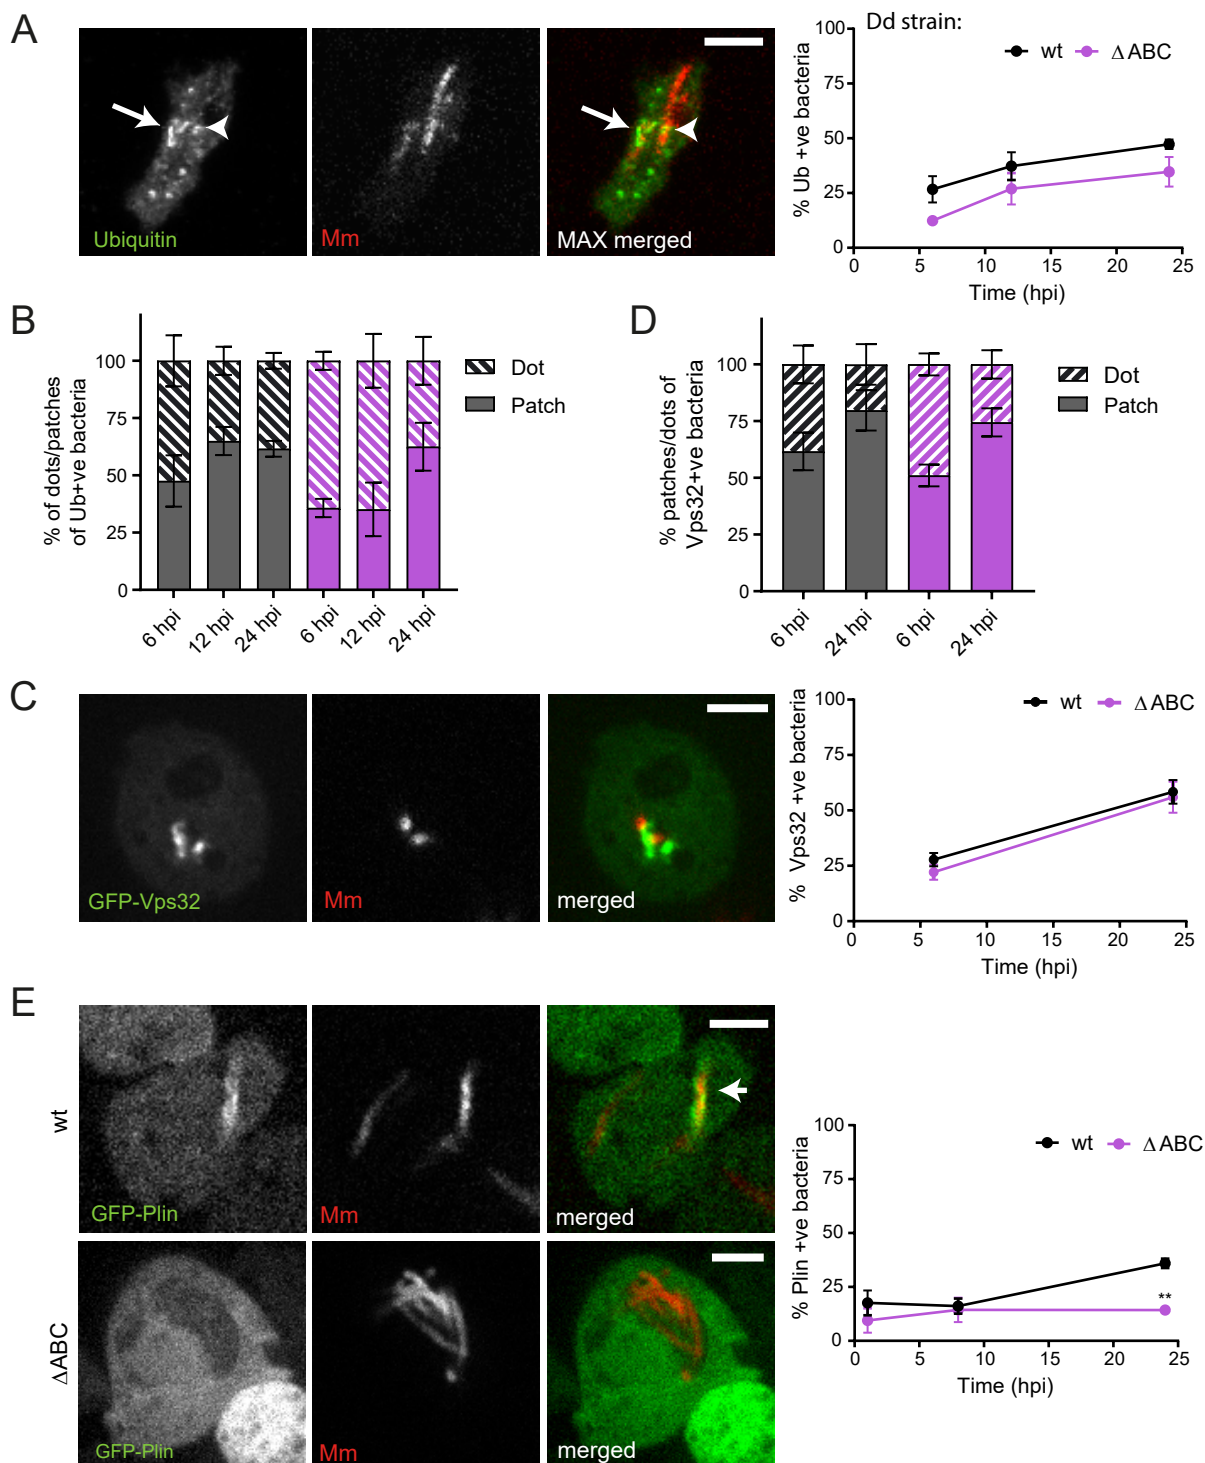 A
Ubiquitin
Mm
MAX merged
Dd strain:
wt ΔABC
% Ub +ve bacteria
100
75
50
25
0
0 5 10 15 20 25
Time (hpi)
B
% of dots/patches
of Ub+ve bacteria
100
75
50
25
0
6 hpi 12 hpi 24 hpi 6 hpi 12 hpi 24 hpi
Dot
Patch
D
% patches/dots of
Vps32+ve bacteria
100
75
50
25
0
6 hpi 24 hpi 6 hpi 24 hpi
Dot
Patch
C
GFP-Vps32
Mm
merged
wt ΔABC
% Vps32 +ve bacteria
100
75
50
25
0
0 5 10 15 20 25
Time (hpi)
E
wt
GFP-Plin
Mm
merged
ΔABC
GFP-Plin
Mm
merged
wt ΔABC
% Plin +ve bacteria
100
75
50
25
0
**
0 5 10 15 20 25
Time (hpi)